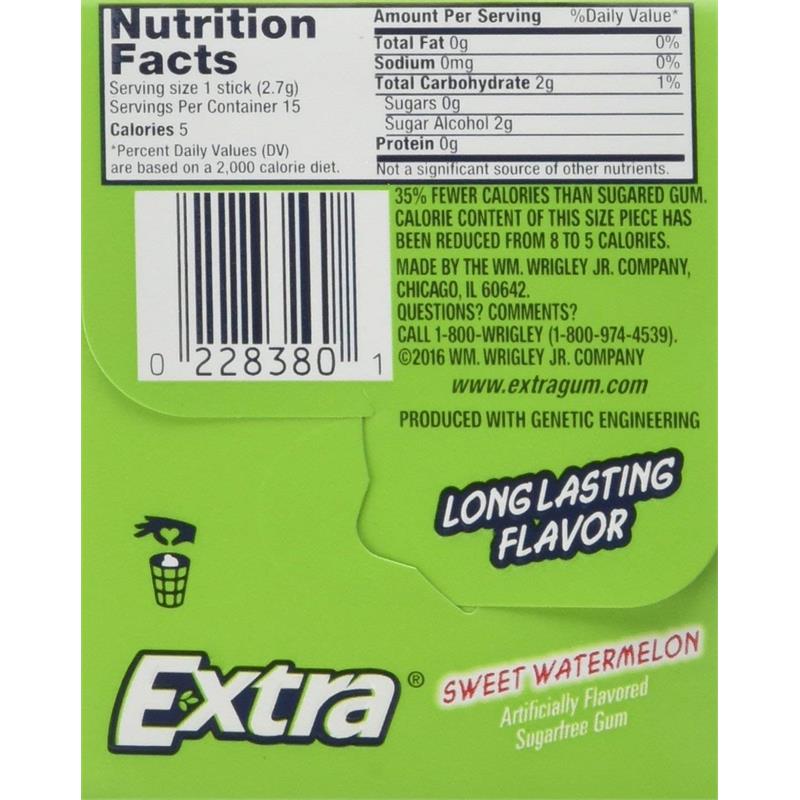 Nutrition
Facts
Serving size 1 stick (2.7g)
Servings Per Container 15
Calories 5
*Percent Daily Values (DV)
are based on a 2,000 calorie diet.
Amount Per Serving %Daily Value*
Total Fat 0g 0%
Sodium 0mg 0%
Total Carbohydrate 2g 1%
Sugars 0g
Sugar Alcohol 2g
Protein 0g
Not a significant source of other nutrients.
35% FEWER CALORIES THAN SUGARED GUM.
CALORIE CONTENT OF THIS SIZE PIECE HAS
BEEN REDUCED FROM 8 TO 5 CALORIES.
MADE BY THE WM. WRIGLEY JR. COMPANY,
CHICAGO, IL 60642.
QUESTIONS? COMMENTS?
CALL 1-800-WRIGLEY (1-800-974-4539).
©2016 WM. WRIGLEY JR. COMPANY
www.extragum.com
PRODUCED WITH GENETIC ENGINEERING
0 228380 1
LONG LASTING
FLAVOR
Extra®
SWEET WATERMELON
Artificially Flavored
Sugarfree Gum